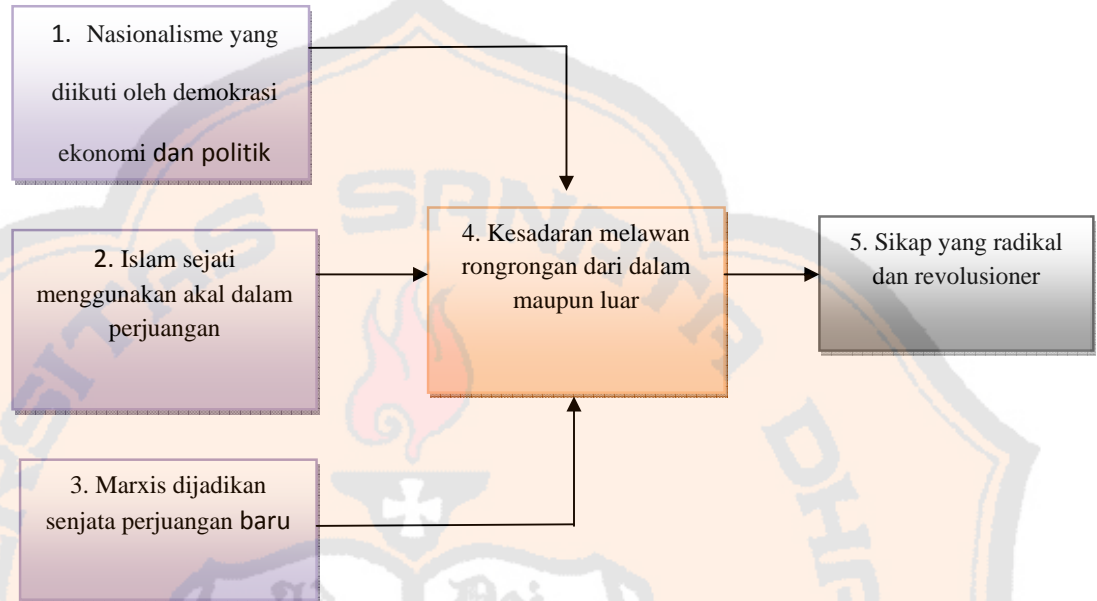 1. Nasionalisme yang
diikuti oleh demokrasi
ekonomi dan politik
2. Islam sejati
menggunakan akal dalam
perjuangan
3. Marxis dijadikan
senjata perjuangan baru
4. Kesadaran melawan
rongrongan dari dalam
maupun luar
5. Sikap yang radikal
dan revolusioner
SANATA